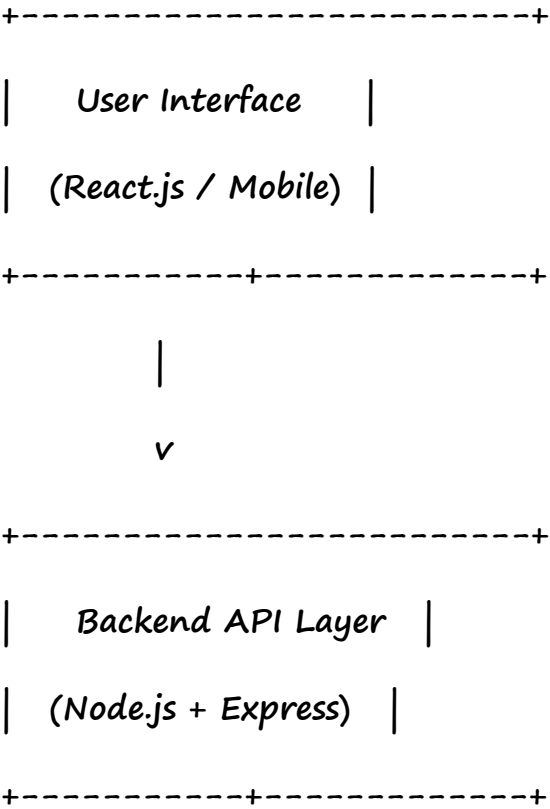 +-------------------------+
|      User Interface      |
|   (React.js / Mobile)  |
+------------+-------------+
|
v
+-------------------------+
|      Backend API Layer   |
|   (Node.js + Express)   |
+------------+-------------+